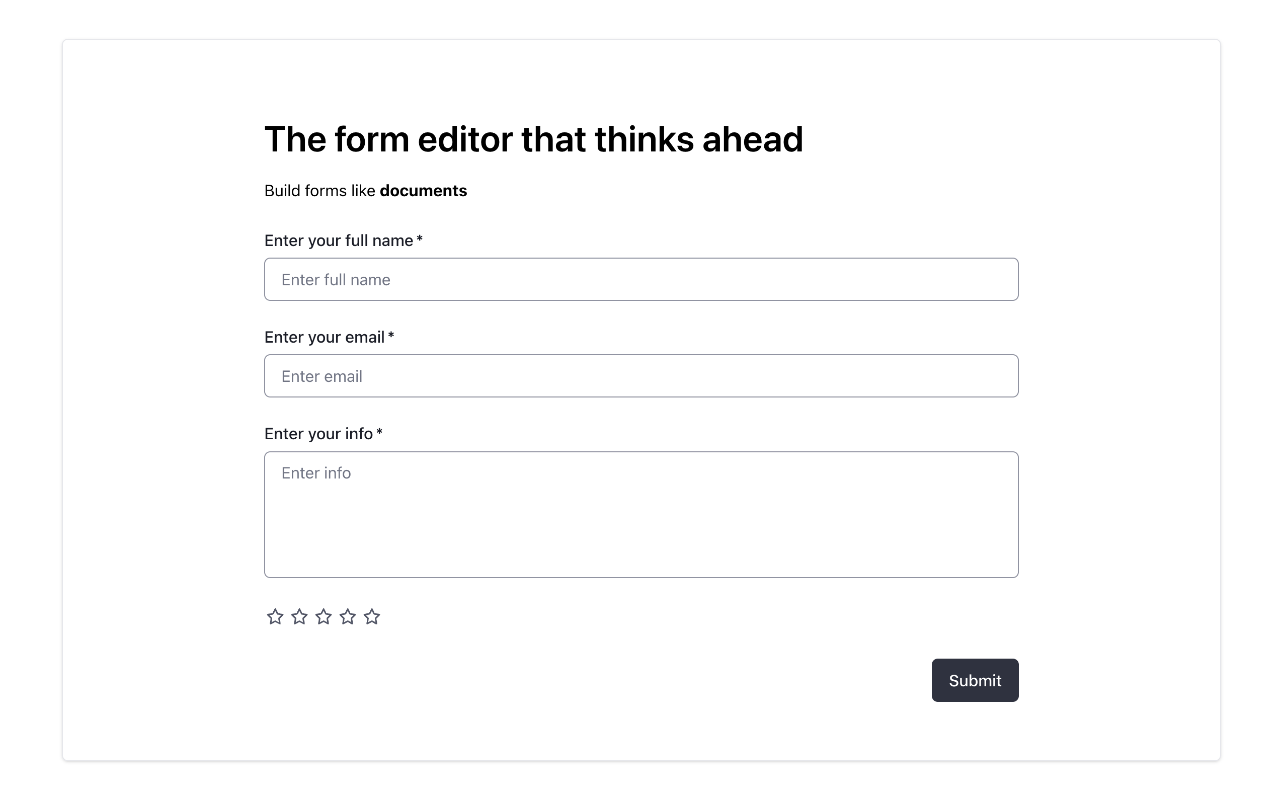 The form editor that thinks ahead
Build forms like documents
Enter your full name *
Enter full name
Enter your email *
Enter email
Enter your info *
Enter info
Submit